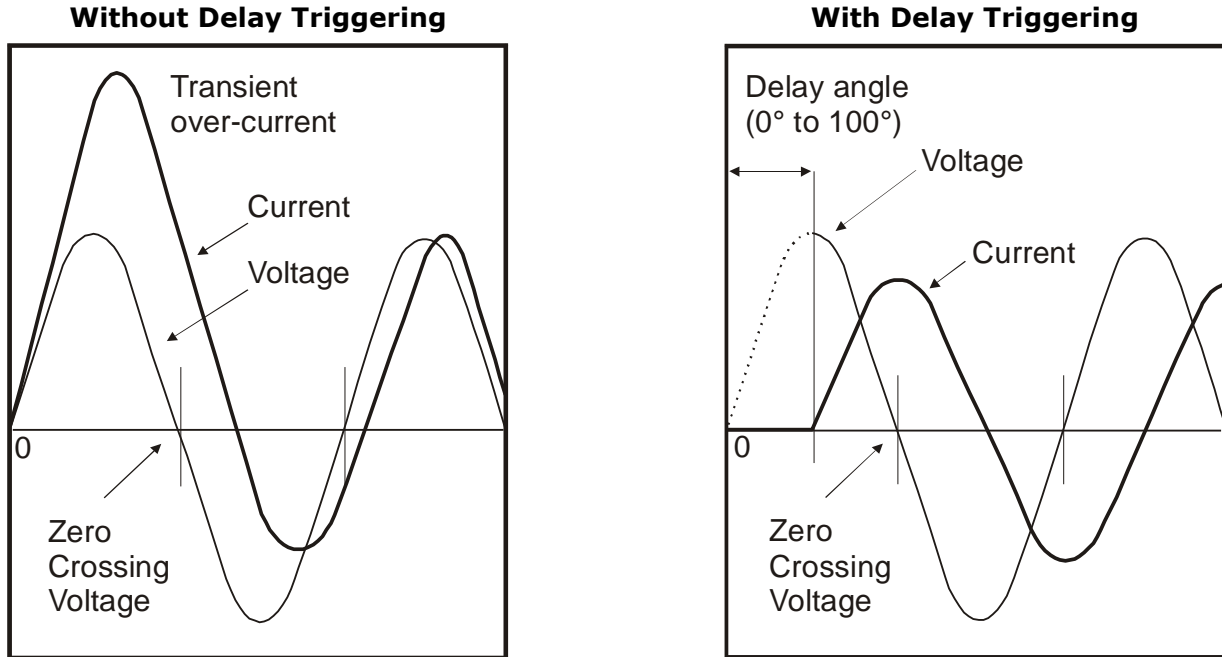 Without Delay Triggering
Transient
over-current
Current
Voltage
0
Zero
Crossing
Voltage
With Delay Triggering
Delay angle
(0° to 100°)
Voltage
Current
0
Zero
Crossing
Voltage